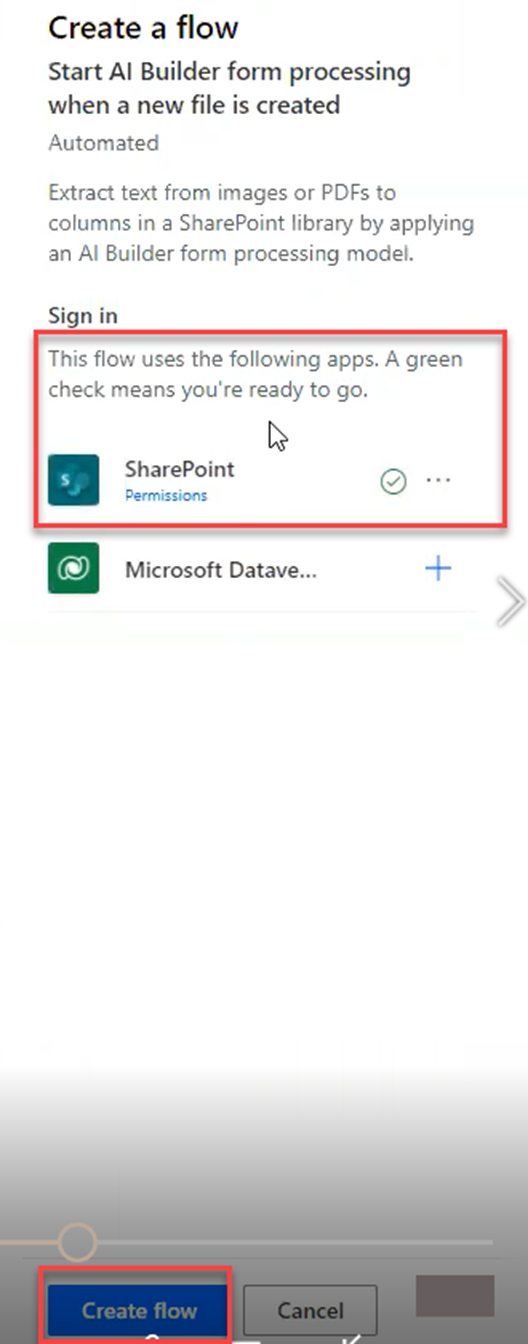 Create a flow
Start AI Builder form processing
when a new file is created
Automated
Extract text from images or PDFs to
columns in a SharePoint library by applying
an AI Builder form processing model.
Sign in
This flow uses the following apps. A green
check means you're ready to go.
SharePoint
Permissions
Microsoft Datave...
Create flow
Cancel